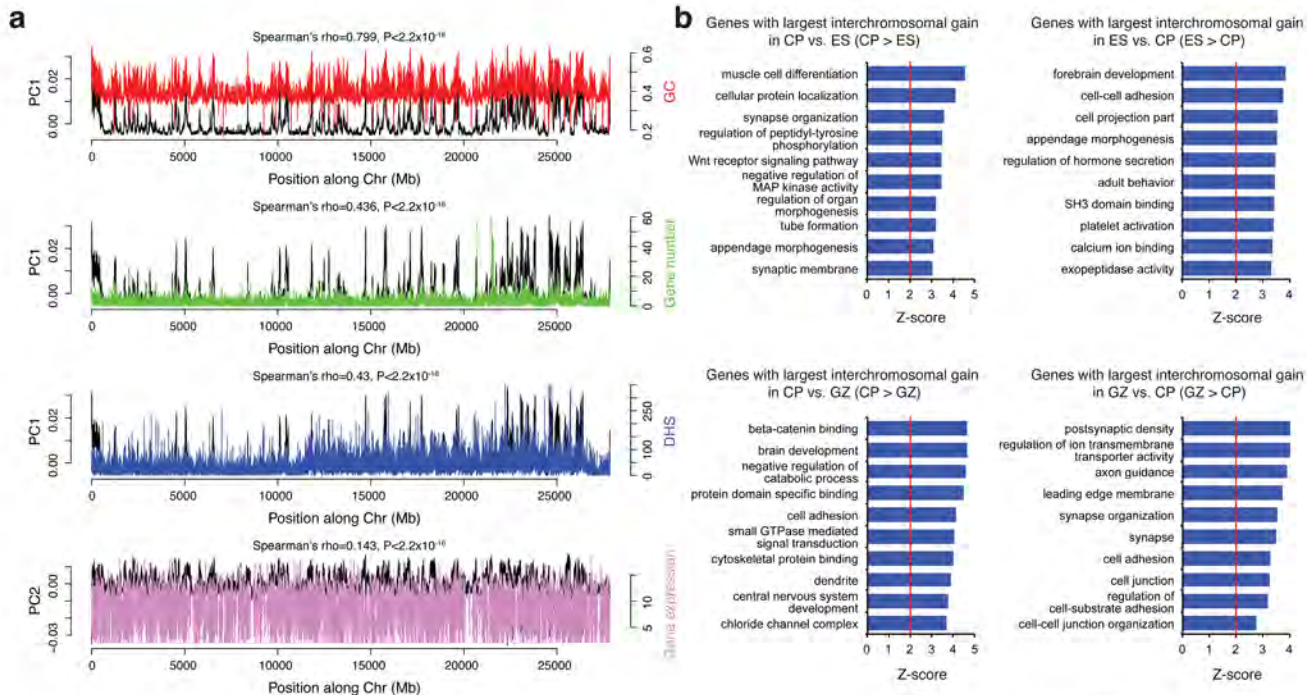 a
Spearman's rho=0.799, P<2.2x10-16
PC1
0.00
0.02
GC
0.2
0.4
0.6
0 5000 10000 15000 20000 25000
Position along Chr (Mb)
Spearman's rho=0.436, P<2.2x10-16
PC1
0.00
0.02
Gene number
0 20 40 60
0 5000 10000 15000 20000 25000
Position along Chr (Mb)
Spearman's rho=0.43, P<2.2x10-16
PC1
0.00
0.02
DHS
0 100 250
0 5000 10000 15000 20000 25000
Position along Chr (Mb)
Spearman's rho=0.143, P<2.2x10-16
PC2
-0.03
0.00
Gene expression
5 10
0 5000 10000 15000 20000 25000
Position along Chr (Mb)
b
Genes with largest interchromosomal gain
in CP vs. ES (CP > ES)
muscle cell differentiation
cellular protein localization
synapse organization
regulation of peptidyl-tyrosine
phosphorylation
Wnt receptor signaling pathway
negative regulation of
MAP kinase activity
regulation of organ
morphogenesis
tube formation
appendage morphogenesis
synaptic membrane
0 1 2 3 4 5
Z-score
Genes with largest interchromosomal gain
in ES vs. CP (ES > CP)
forebrain development
cell-cell adhesion
cell projection part
appendage morphogenesis
regulation of hormone secretion
adult behavior
SH3 domain binding
platelet activation
calcium ion binding
exopeptidase activity
0 1 2 3 4
Z-score
Genes with largest interchromosomal gain
in CP vs. GZ (CP > GZ)
beta-catenin binding
brain development
negative regulation of
catabolic process
protein domain specific binding
cell adhesion
small GTPase mediated
signal transduction
cytoskeletal protein binding
dendrite
central nervous system
development
chloride channel complex
0 1 2 3 4 5
Z-score
Genes with largest interchromosomal gain
in GZ vs. CP (GZ > CP)
postsynaptic density
regulation of ion transmembrane
transporter activity
axon guidance
leading edge membrane
synapse organization
synapse
cell adhesion
cell junction
regulation of
cell-substrate adhesion
cell-cell junction organization
0 1 2 3 4
Z-score